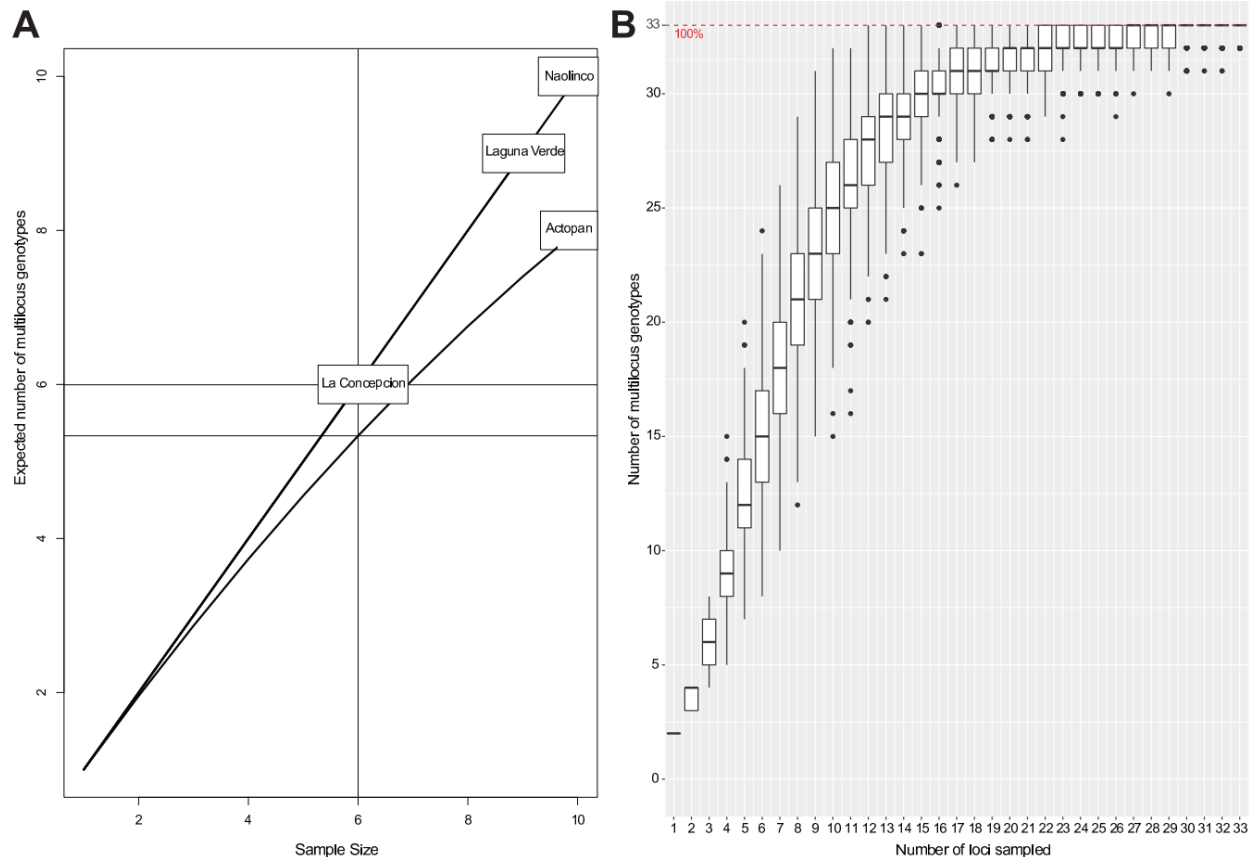 A
Naolinco
Laguna Verde
Actopan
La Concepcion
10
8
6
4
2
Expected number of multilocus genotypes
2 4 6 8 10
Sample Size
B
33
100%
30
25
20
15
10
5
0
Number of multilocus genotypes
1 2 3 4 5 6 7 8 9 10 11 12 13 14 15 16 17 18 19 20 21 22 23 24 25 26 27 28 29 30 31 32 33
Number of loci sampled